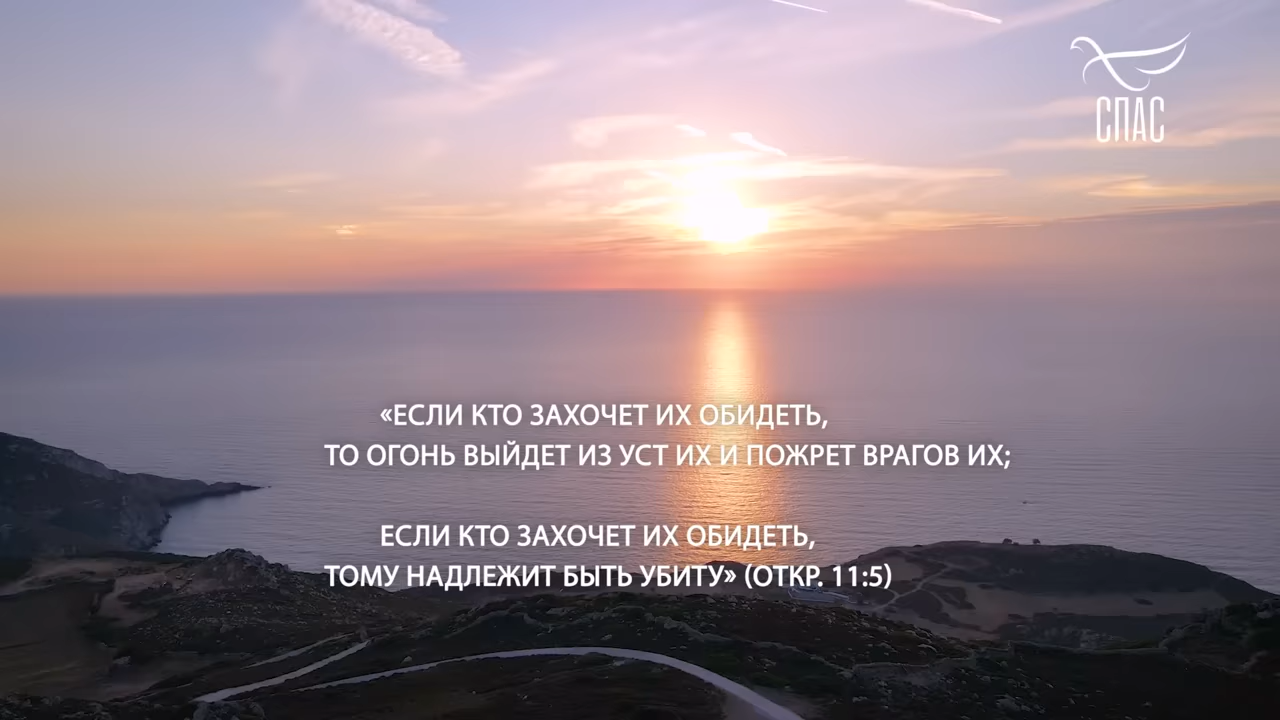 СПАС
«ЕСЛИ КТО ЗАХОЧЕТ ИХ ОБИДЕТЬ,
ТО ОГОНЬ ВЫЙДЕТ ИЗ УСТ ИХ И ПОЖРЕТ ВРАГОВ ИХ;
ЕСЛИ КТО ЗАХОЧЕТ ИХ ОБИДЕТЬ,
ТОМУ НАДЛЕЖИТ БЫТЬ УБИТУ» (ОТКР. 11:5)